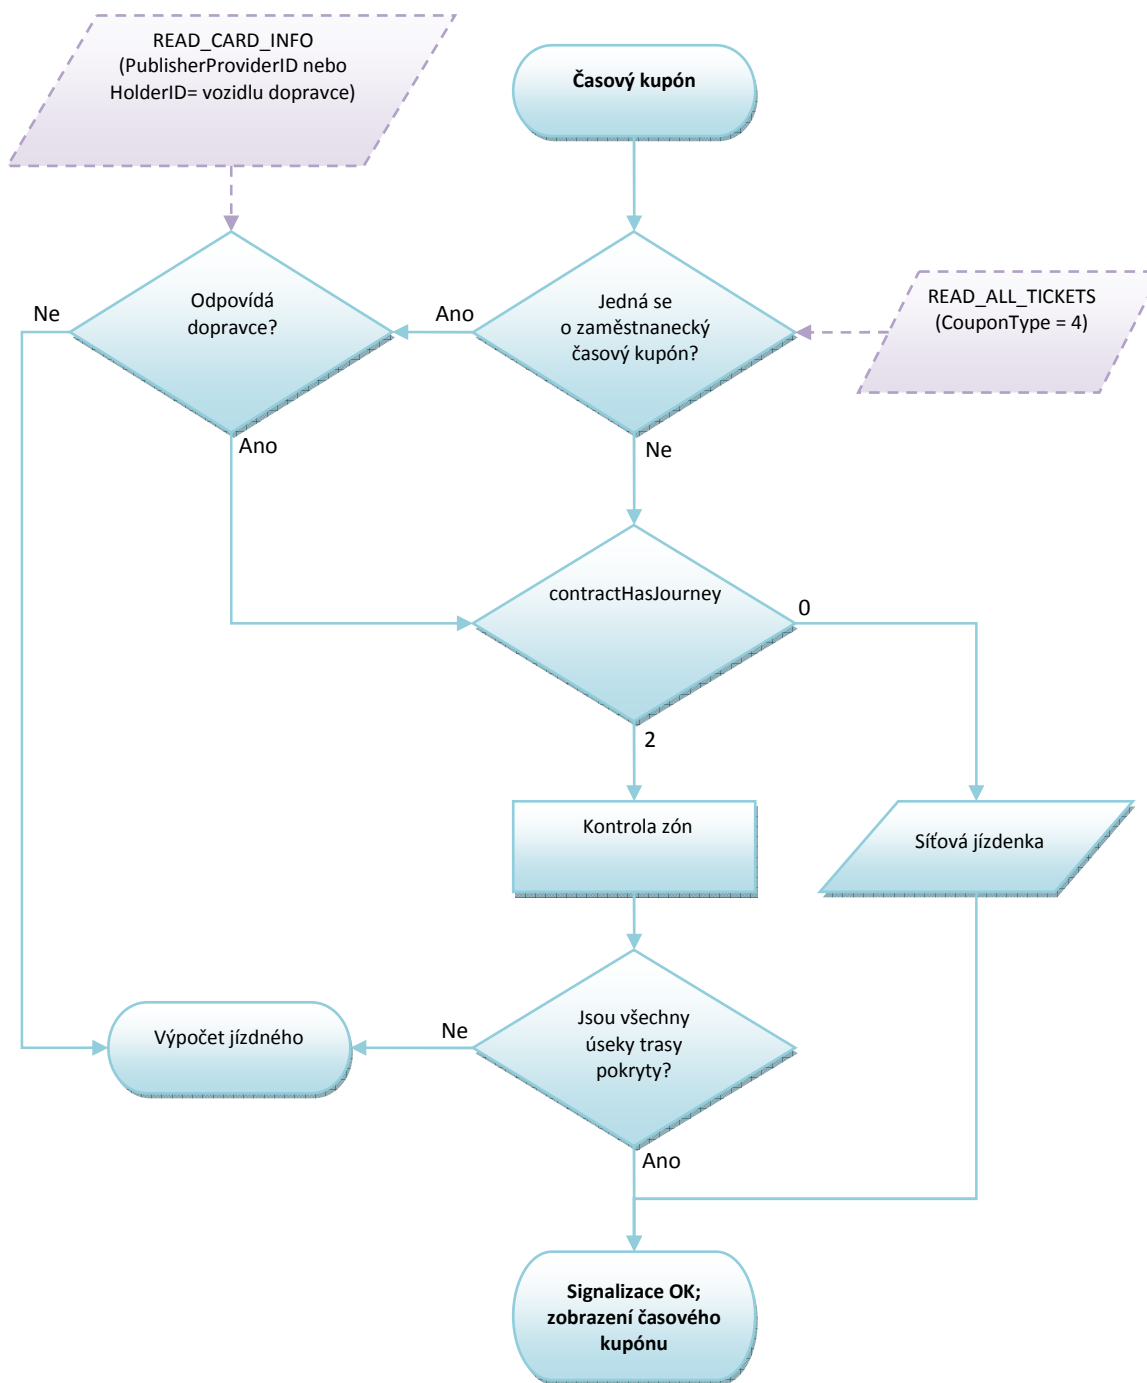 READ_CARD_INFO
(PublisherProviderID nebo
HolderID= vozidlu dopravce)
Časový kupón
Ne
Odpovídá
dopravce?
Ano
Jedná se
o zaměstnanecký
časový kupón?
READ_ALL_TICKETS
(CouponType = 4)
Ano
Ne
contractHasJourney
0
2
Kontrola zón
Síťová jízdenka
Výpočet jízdného
Ne
Jsou všechny
úseky trasy
pokryty?
Ano
Signalizace OK;
zobrazení časového
kupónu